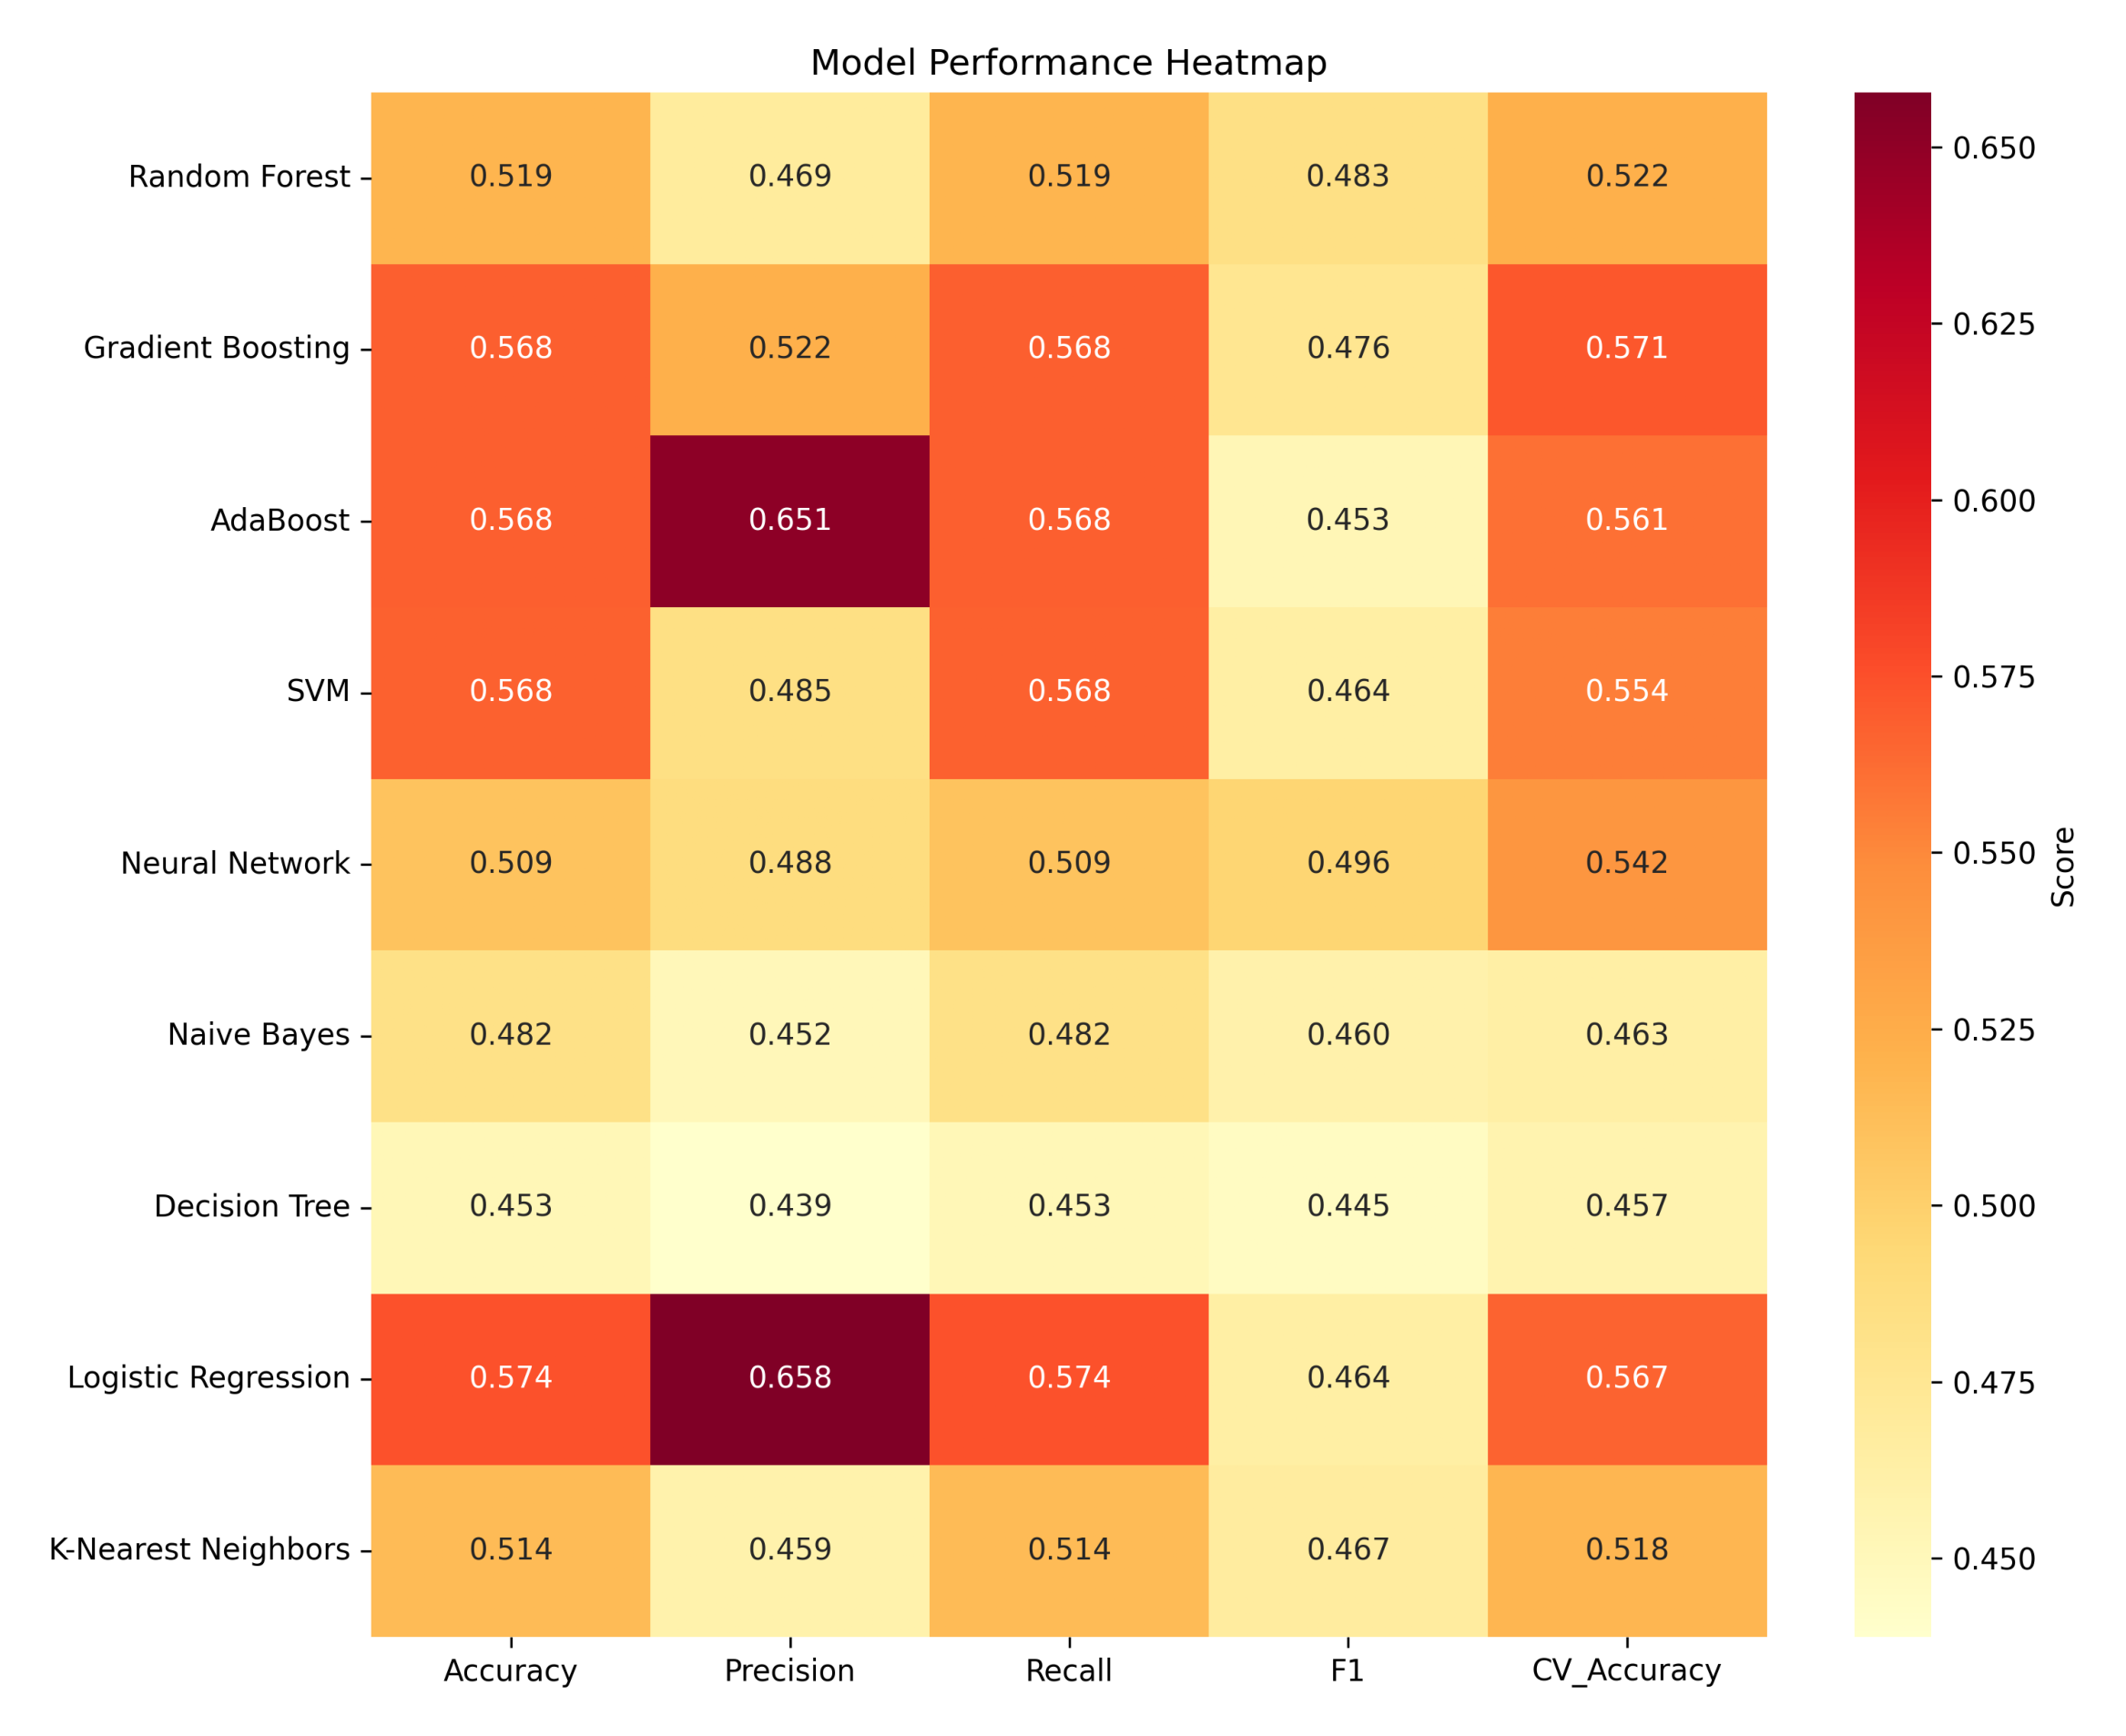 Model Performance Heatmap
Random Forest 0.519 0.469 0.519 0.483 0.522
Gradient Boosting 0.568 0.522 0.568 0.476 0.571
AdaBoost 0.568 0.651 0.568 0.453 0.561
SVM 0.568 0.485 0.568 0.464 0.554
Neural Network 0.509 0.488 0.509 0.496 0.542
Naive Bayes 0.482 0.452 0.482 0.460 0.463
Decision Tree 0.453 0.439 0.453 0.445 0.457
Logistic Regression 0.574 0.658 0.574 0.464 0.567
K-Nearest Neighbors 0.514 0.459 0.514 0.467 0.518
Accuracy Precision Recall F1 CV_Accuracy
0.650
0.625
0.600
0.575
0.550
0.525
0.500
0.475
0.450
Score